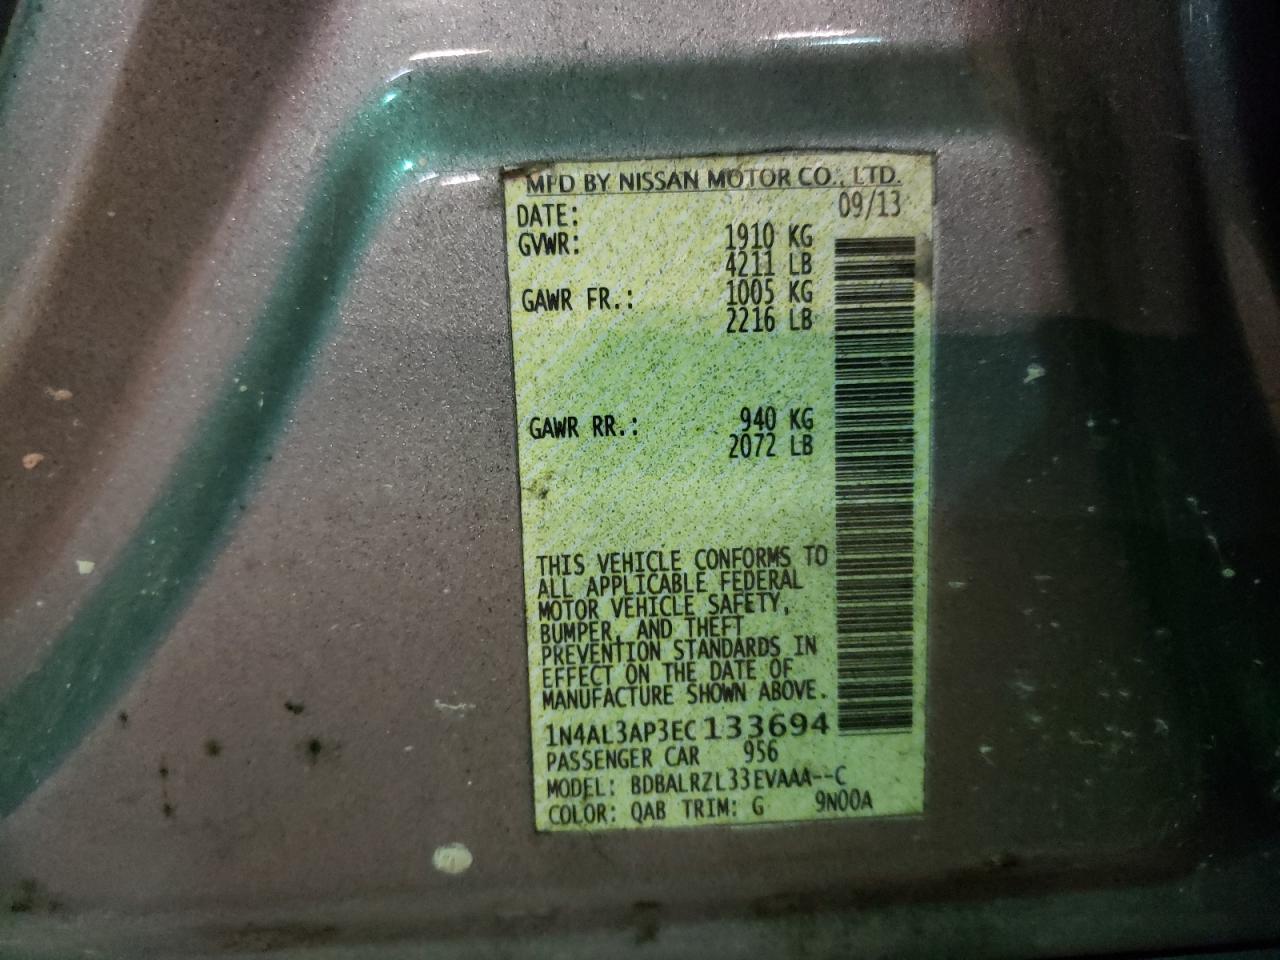 MFD BY NISSAN MOTOR CO., LTD.
DATE: 09/13
GVWR: 1910 KG
4211 LB
GAWR FR.: 1005 KG
2216 LB
GAWR RR.: 940 KG
2072 LB
THIS VEHICLE CONFORMS TO
ALL APPLICABLE FEDERAL
MOTOR VEHICLE SAFETY,
BUMPER, AND THEFT
PREVENTION STANDARDS IN
EFFECT ON THE DATE OF
MANUFACTURE SHOWN ABOVE.
1N4AL3AP3EC133694
PASSENGER CAR 956
MODEL: BDBALRZL33EVAAA--C
COLOR: QAB TRIM: G 9N00A